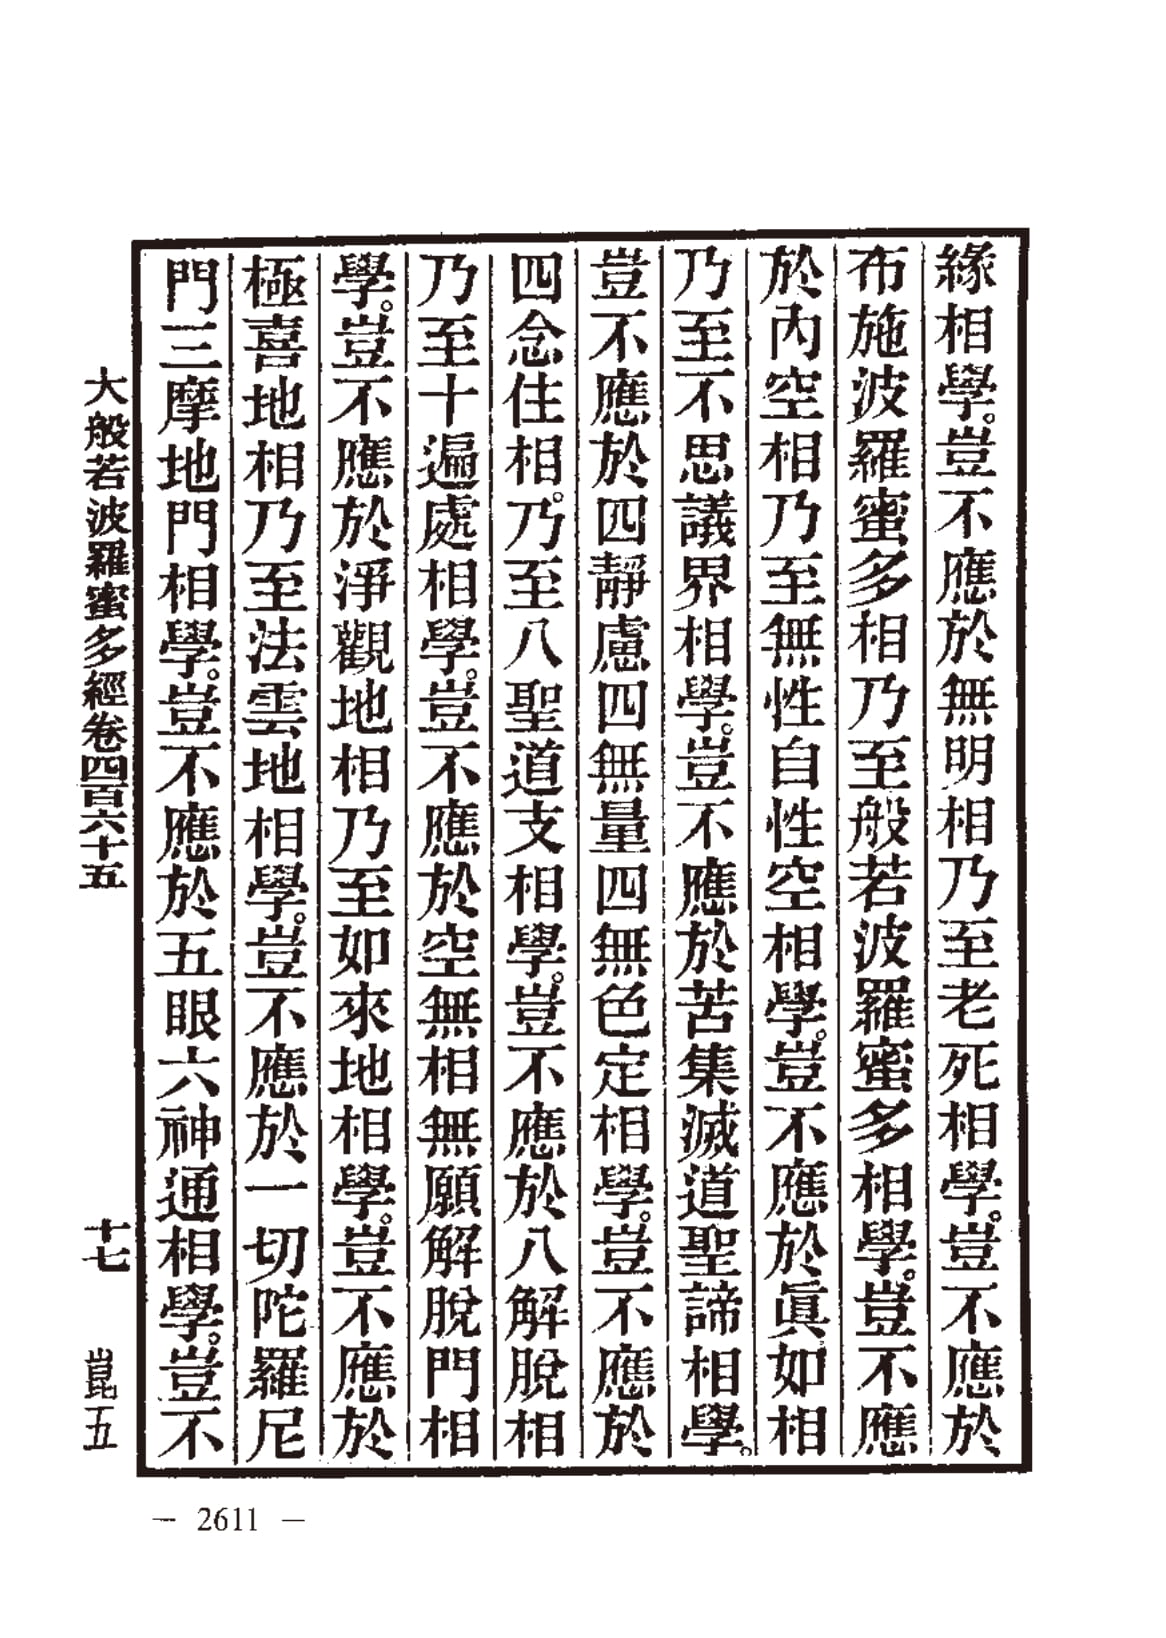 緣相學。豈不應於無明相乃至老死相學。豈不應於
布施波羅蜜多相乃至般若波羅蜜多相學。豈不應
於內空相乃至無性自性空相學。豈不應於眞如相
乃至不思議界相學。豈不應於苦集滅道聖諦相學。
豈不應於四靜慮四無量四無色定相學。豈不應於
四念住相。乃至八聖道支相學。豈不應於八解脫相
乃至十遍處相學。豈不應於空無相無願解脫門相
學。豈不應於淨觀地相乃至如來地相學。豈不應於
極喜地相乃至法雲地相學。豈不應於一切陀羅尼
門三摩地門相學。豈不應於五眼六神通相學。豈不
大般若波羅蜜多經卷四百六十五 十七 崑五
— 2611 —